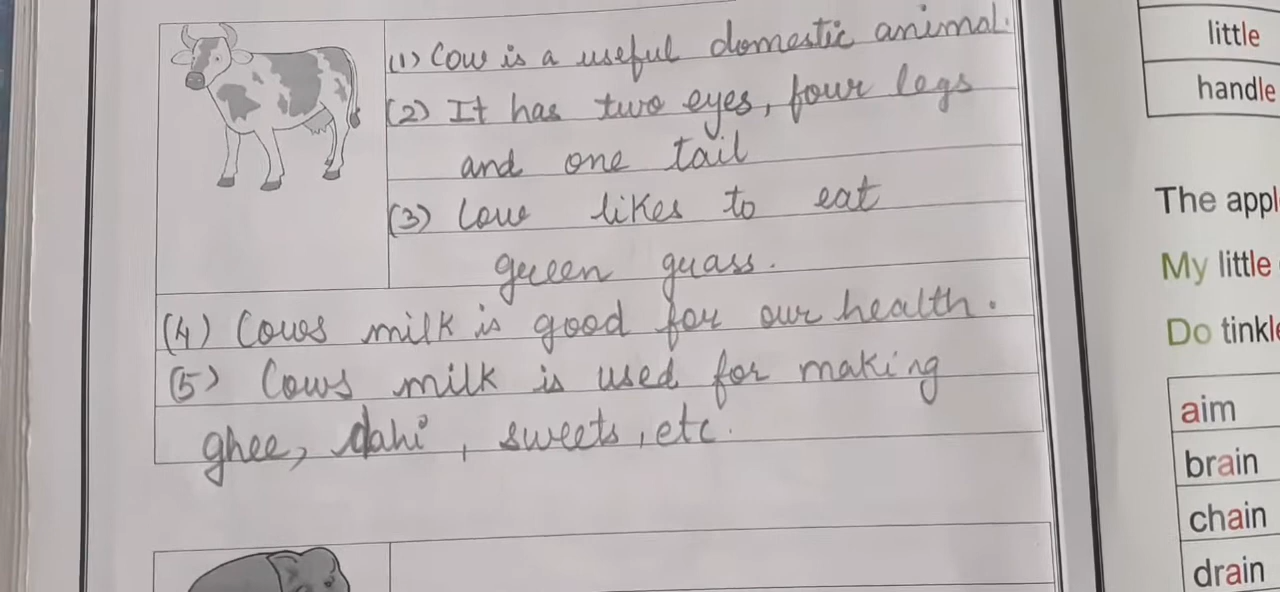 (1) Cow is a useful domestic animal.
(2) It has two eyes, four legs
and one tail
(3) Cow likes to eat
green grass.
(4) Cows milk is good for our health.
(5) Cows milk is used for making
ghee, dahi, sweets, etc.
little
handle
The appl
My little
Do tinkl
aim
brain
chain
drain